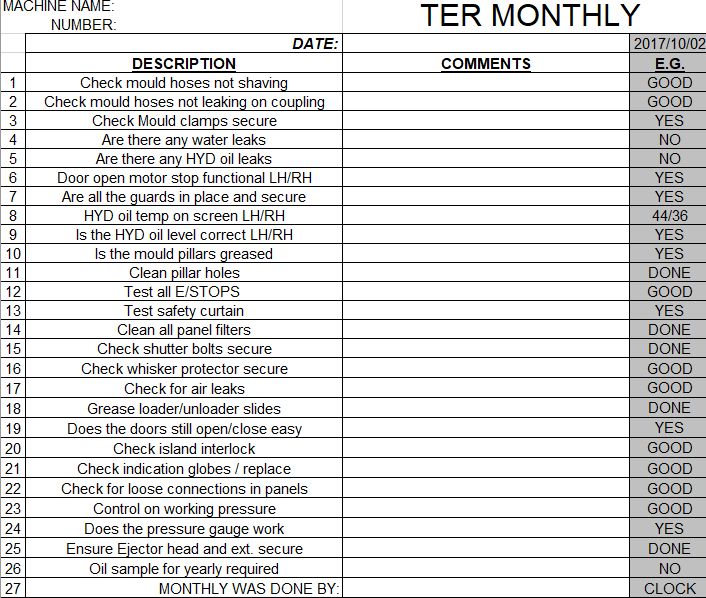 MACHINE NAME:
TER MONTHLY
NUMBER:
DATE: 2017/10/02
DESCRIPTION COMMENTS E.G.
1 Check mould hoses not shaving GOOD
2 Check mould hoses not leaking on coupling GOOD
3 Check Mould clamps secure YES
4 Are there any water leaks NO
5 Are there any HYD oil leaks NO
6 Door open motor stop functional LH/RH YES
7 Are all the guards in place and secure YES
8 HYD oil temp on screen LH/RH 44/36
9 Is the HYD oil level correct LH/RH YES
10 Is the mould pillars greased YES
11 Clean pillar holes DONE
12 Test all E/STOPS GOOD
13 Test safety curtain YES
14 Clean all panel filters DONE
15 Check shutter bolts secure DONE
16 Check whisker protector secure GOOD
17 Check for air leaks GOOD
18 Grease loader/unloader slides DONE
19 Does the doors still open/close easy YES
20 Check island interlock GOOD
21 Check indication globes / replace GOOD
22 Check for loose connections in panels GOOD
23 Control on working pressure GOOD
24 Does the pressure gauge work YES
25 Ensure Ejector head and ext. secure DONE
26 Oil sample for yearly required NO
27 MONTHLY WAS DONE BY: CLOCK